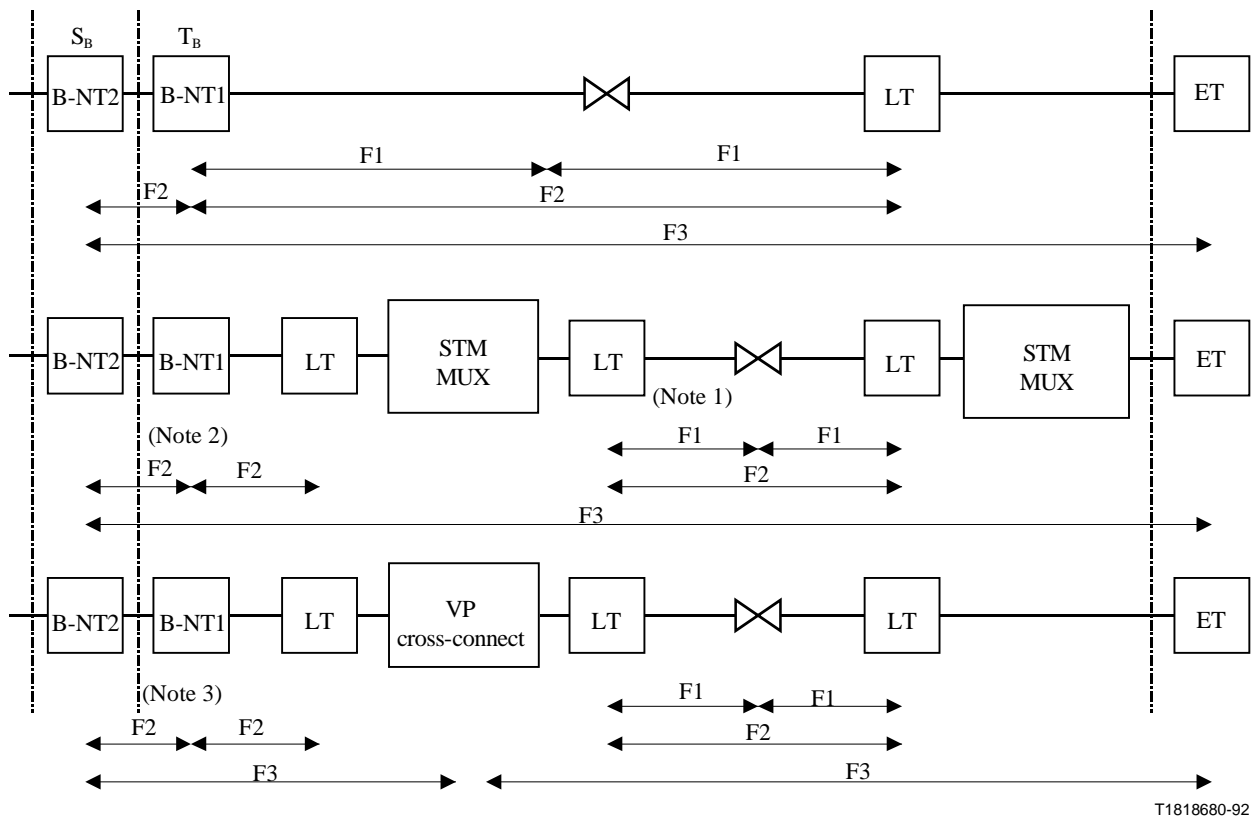 S_B T_B
B-NT2 B-NT1 LT ET
F1 F1
F2 F2
F3
B-NT2 B-NT1 LT STM MUX LT LT STM MUX ET
(Note 1)
(Note 2)
F1 F1
F2 F2 F2
F3
B-NT2 B-NT1 LT VP cross-connect LT LT ET
(Note 3)
F1 F1
F2 F2 F2
F3 F3
T1818680-92